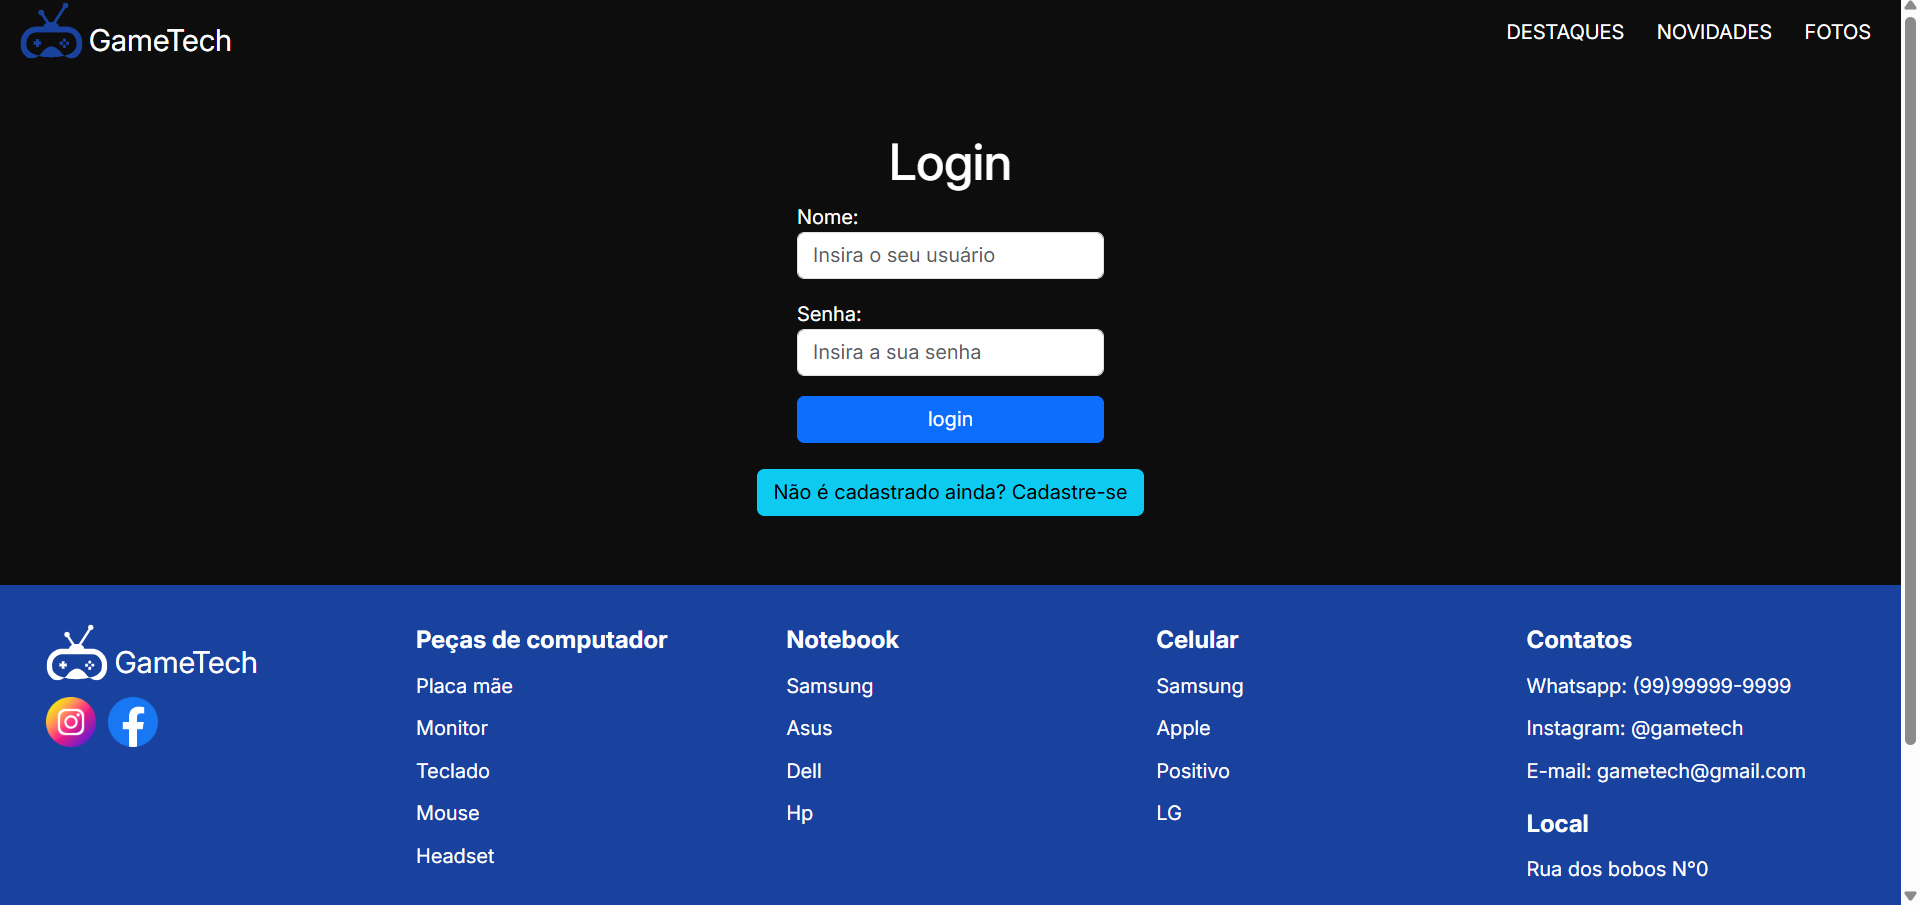 GameTech
DESTAQUES NOVIDADES FOTOS
Login
Nome:
Insira o seu usuário
Senha:
Insira a sua senha
login
Não é cadastrado ainda? Cadastre-se
GameTech
Peças de computador
Placa mãe
Monitor
Teclado
Mouse
Headset
Notebook
Samsung
Asus
Dell
Hp
Celular
Samsung
Apple
Positivo
LG
Contatos
Whatsapp: (99)99999-9999
Instagram: @gametech
E-mail: gametech@gmail.com
Local
Rua dos bobos N°0